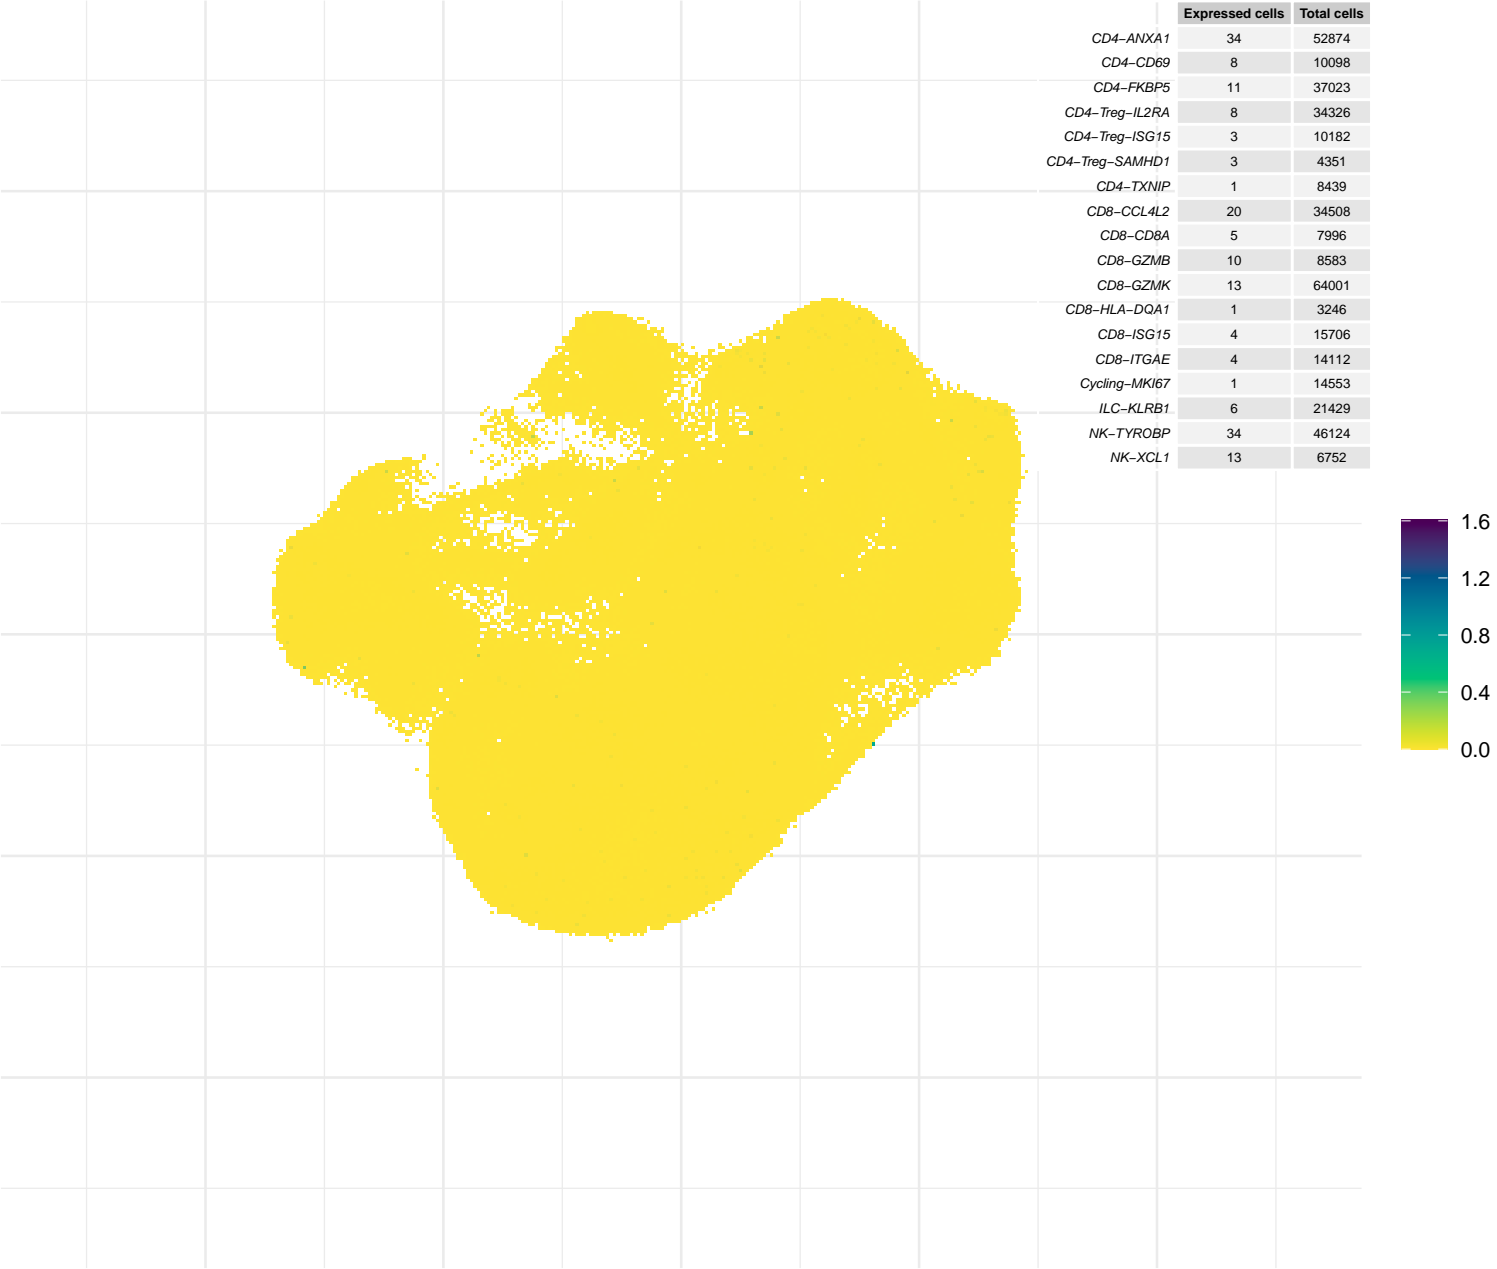 Expressed cells Total cells
CD4−ANXA1 34 52874
CD4−CD69 8 10098
CD4−FKBP5 11 37023
CD4−Treg−IL2RA 8 34326
CD4−Treg−ISG15 3 10182
CD4−Treg−SAMHD1 3 4351
CD4−TXNIP 1 8439
CD8−CCL4L2 20 34508
CD8−CD8A 5 7996
CD8−GZMB 10 8583
CD8−GZMK 13 64001
CD8−HLA−DQA1 1 3246
CD8−ISG15 4 15706
CD8−ITGAE 4 14112
Cycling−MKI67 1 14553
ILC−KLRB1 6 21429
NK−TYROBP 34 46124
NK−XCL1 13 6752
1.6
1.2
0.8
0.4
0.0